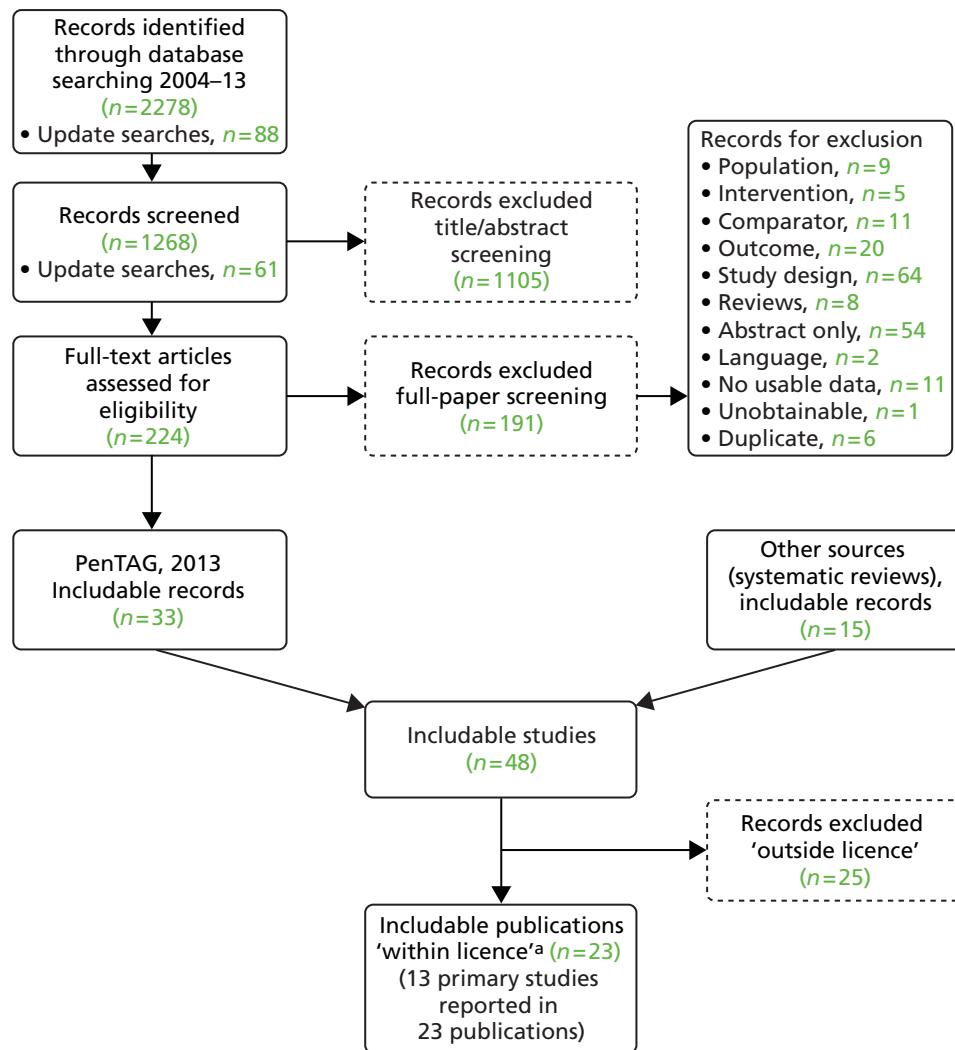 Records identified
through database
searching 2004–13
(n=2278)
• Update searches, n=88
Records screened
(n=1268)
• Update searches, n=61
Records excluded
title/abstract
screening
(n=1105)
Full-text articles
assessed for
eligibility
(n=224)
Records excluded
full-paper screening
(n=191)
Records for exclusion
• Population, n=9
• Intervention, n=5
• Comparator, n=11
• Outcome, n=20
• Study design, n=64
• Reviews, n=8
• Abstract only, n=54
• Language, n=2
• No usable data, n=11
• Unobtainable, n=1
• Duplicate, n=6
PenTAG, 2013
Includable records
(n=33)
Other sources
(systematic reviews),
includable records
(n=15)
Includable studies
(n=48)
Records excluded
‘outside licence’
(n=25)
Includable publications
‘within licence’a (n=23)
(13 primary studies
reported in
23 publications)